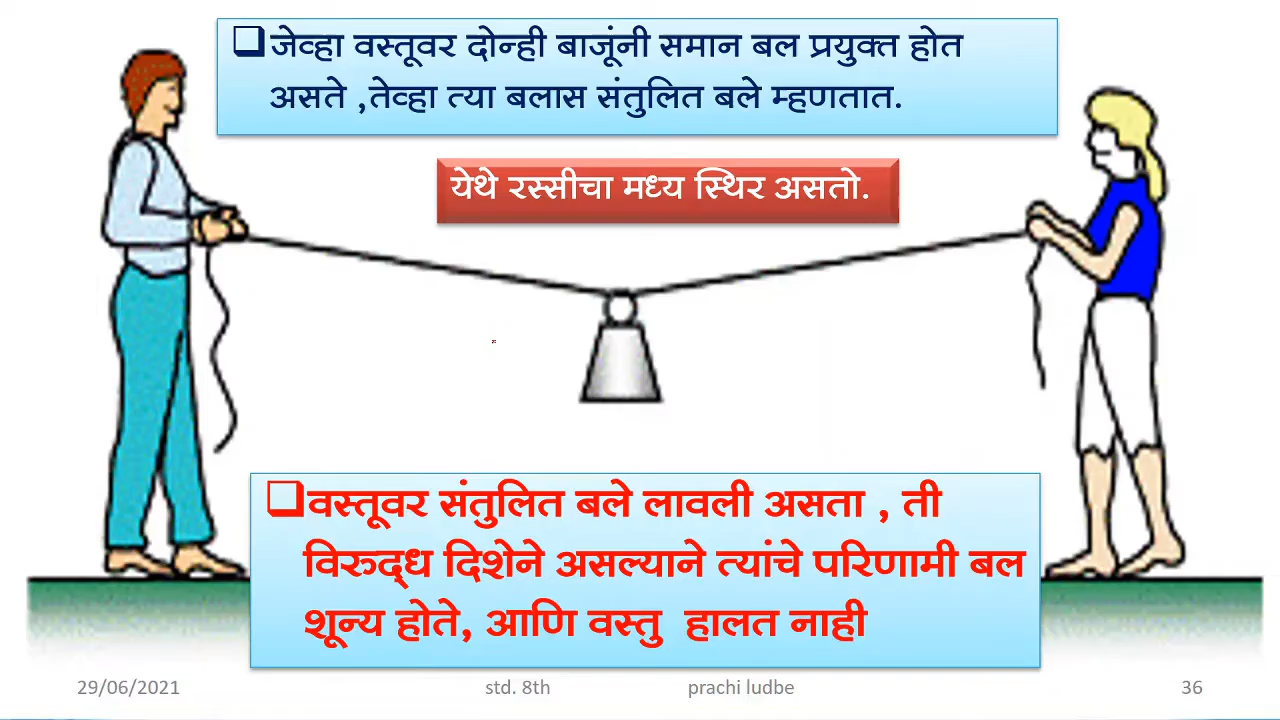 ❑जेव्हा वस्तूवर दोन्ही बाजूंनी समान बल प्रयुक्त होत
असते ,तेव्हा त्या बलास संतुलित बले म्हणतात.
येथे रस्सीचा मध्य स्थिर असतो.
❑वस्तूवर संतुलित बले लावली असता , ती
विरुद्ध दिशेने असल्याने त्यांचे परिणामी बल
शून्य होते, आणि वस्तु हालत नाही
29/06/2021 std. 8th prachi ludbe 36